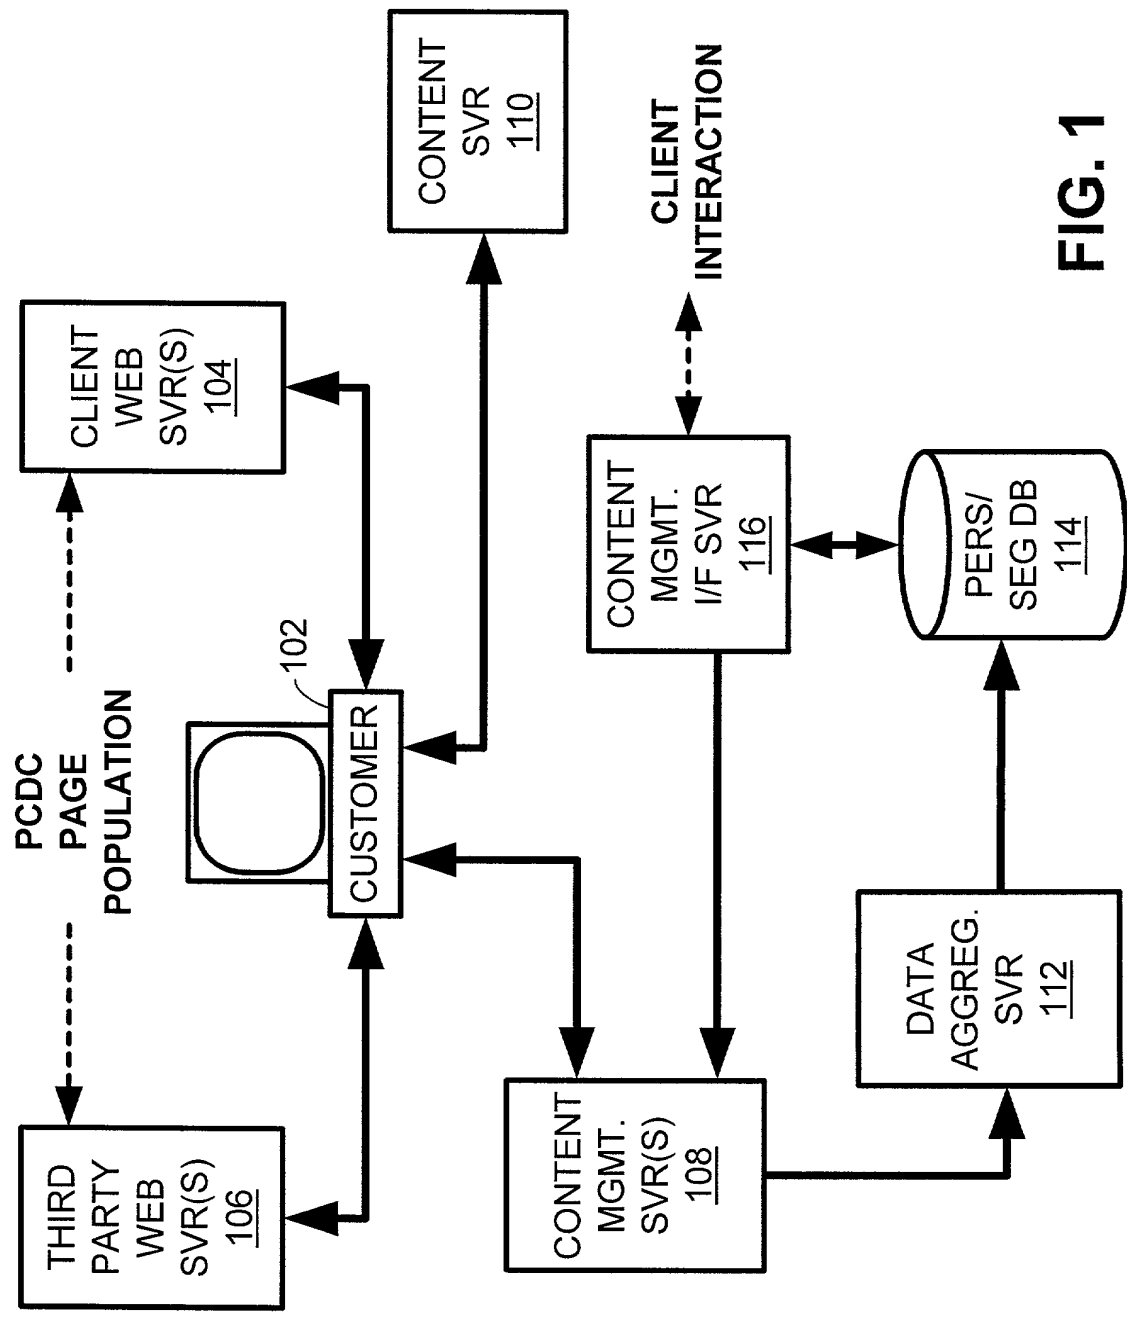 PCDC
PAGE
POPULATION
THIRD
PARTY
WEB
SVR(S)
106
CLIENT
WEB
SVR(S)
104
102
CUSTOMER
CONTENT
SVR
110
CONTENT
MGMT.
SVR(S)
108
CONTENT
MGMT.
I/F SVR
116
CLIENT
INTERACTION
DATA
AGGREG.
SVR
112
PERS/
SEG DB
114
FIG. 1